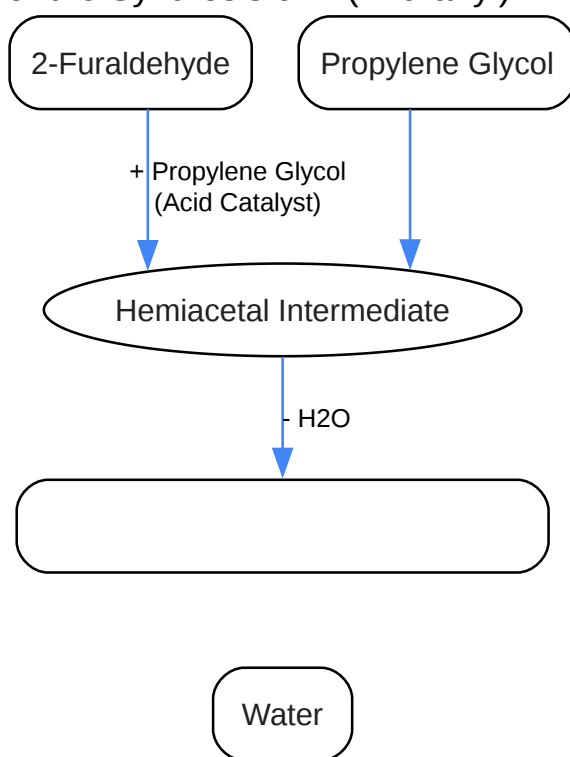 2-Furaldehyde
Propylene Glycol
+ Propylene Glycol
(Acid Catalyst)
Hemiacetal Intermediate
- H2O
Water